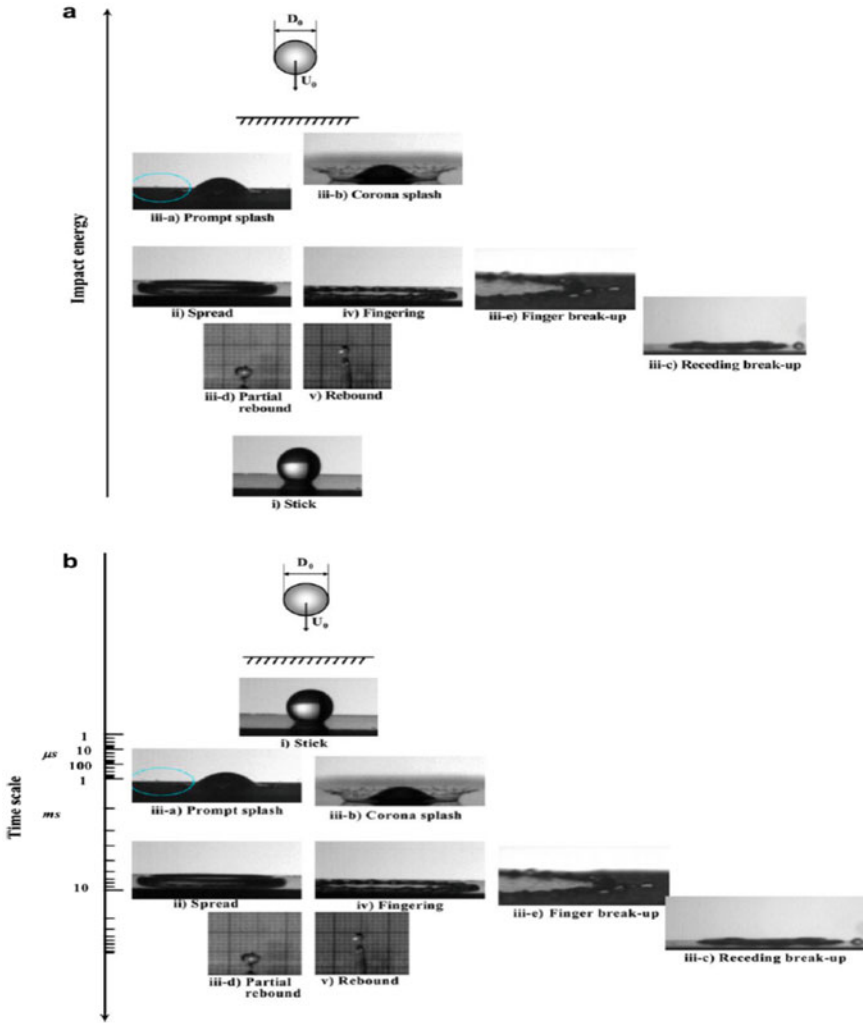 a
D₀
U₀
iii-b) Corona splash
iii-a) Prompt splash
Impact energy
ii) Spread
iv) Fingering
iii-e) Finger break-up
iii-c) Receding break-up
iii-d) Partial
rebound
v) Rebound
i) Stick
b
D₀
U₀
i) Stick
1
μs
10
100
1
iii-a) Prompt splash
iii-b) Corona splash
Time scale
ms
10
ii) Spread
iv) Fingering
iii-e) Finger break-up
iii-c) Receding break-up
iii-d) Partial
rebound
v) Rebound